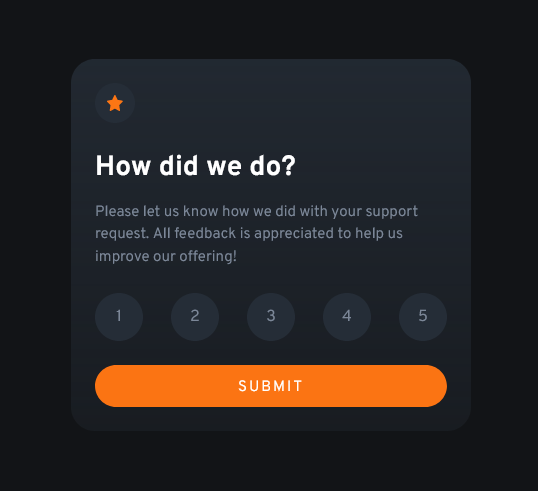 How did we do?
Please let us know how we did with your support
request. All feedback is appreciated to help us
improve our offering!
1 2 3 4 5
SUBMIT